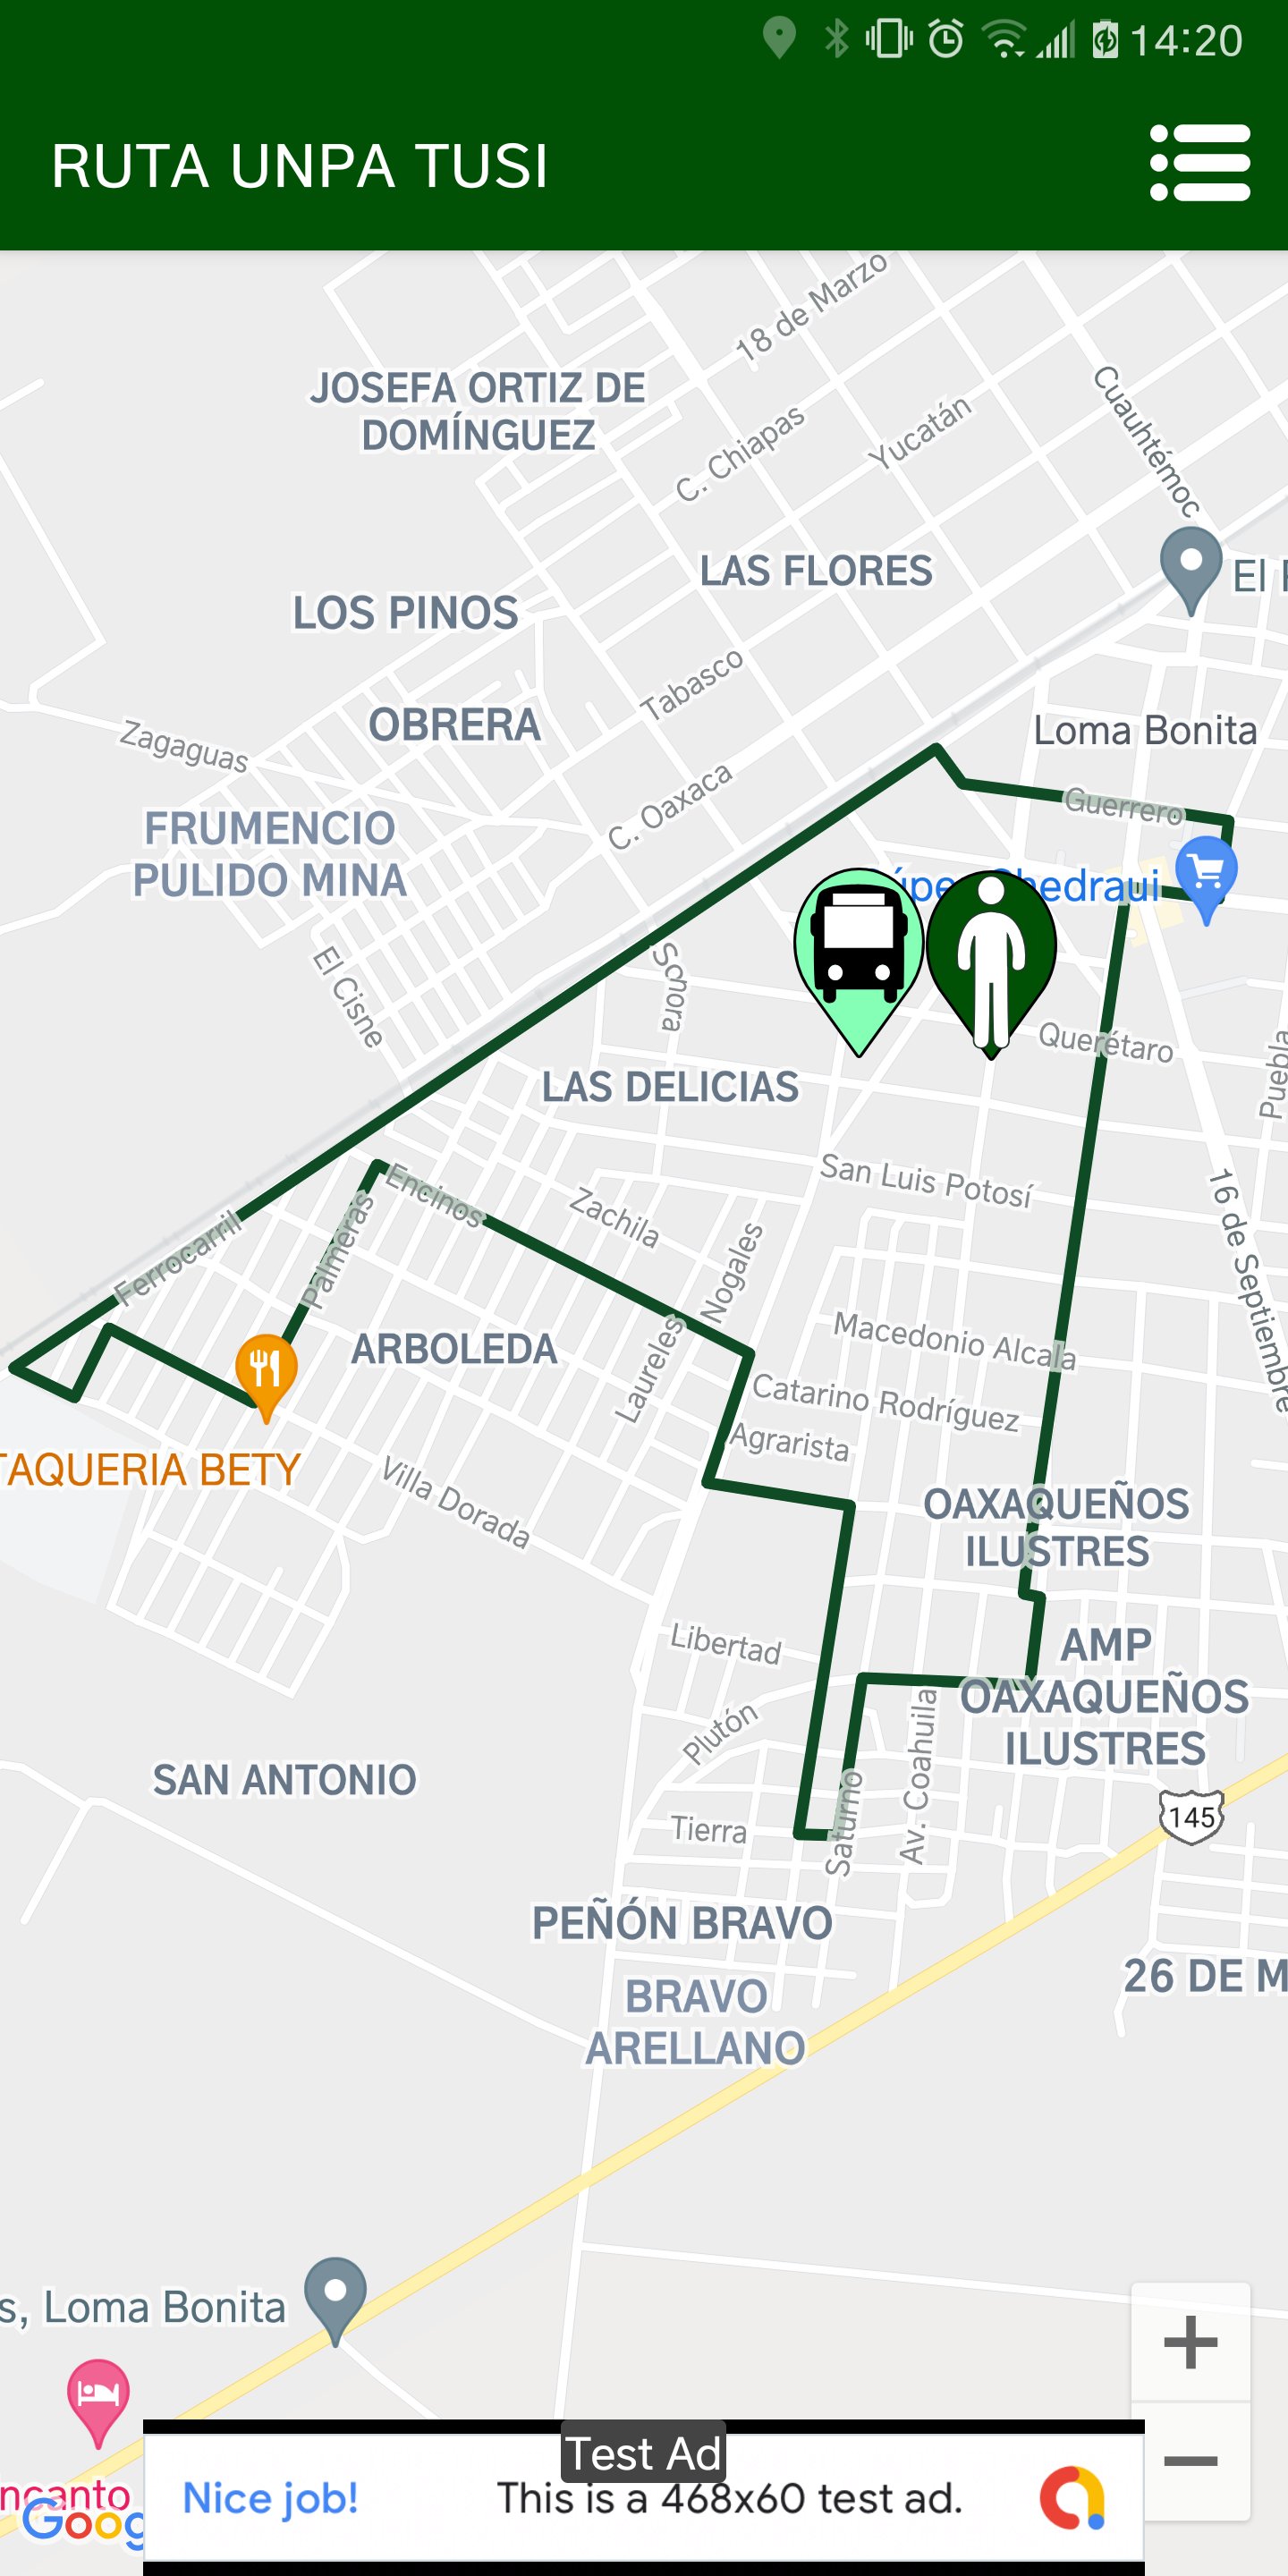 14:20
RUTA UNPA TUSI
18 de Marzo
JOSEFA ORTIZ DE
DOMÍNGUEZ
Cuauhtémoc
C. Chiapas
Yucatán
LAS FLORES
El
LOS PINOS
Tabasco
OBRERA
Zagaguas
Loma Bonita
C. Oaxaca
Guerrero
FRUMENCIO
PULIDO MINA
Chedraui
El Cisne
Sonora
Querétaro
Puebla
LAS DELICIAS
San Luis Potosí
Encinos
Zachila
Palmeras
Ferrocarril
Nogales
16 de Septiembre
ARBOLEDA
Laureles
Macedonio Alcala
Catarino Rodríguez
Agrarista
TAQUERIA BETY
Villa Dorada
OAXAQUEÑOS
ILUSTRES
Libertad
AMP
OAXAQUEÑOS
ILUSTRES
Plutón
Av. Coahuila
SAN ANTONIO
Saturno
Tierra
145
PEÑÓN BRAVO
26 DE M
BRAVO
ARELLANO
s, Loma Bonita
ncanto
Goog
Test Ad
Nice job!
This is a 468x60 test ad.